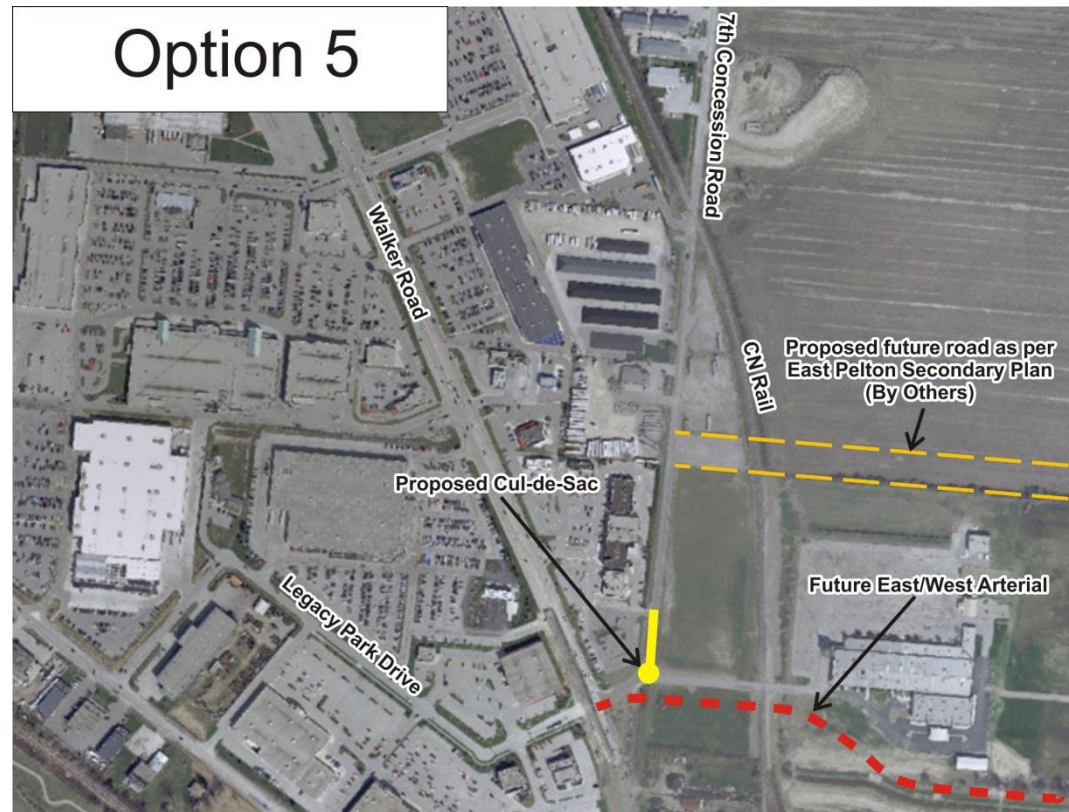 Option 5
7th Concession Road
Walker Road
CN Rail
Proposed future road as per
East Pelton Secondary Plan
(By Others)
Proposed Cul-de-Sac
Future East/West Arterial
Legacy Park Drive